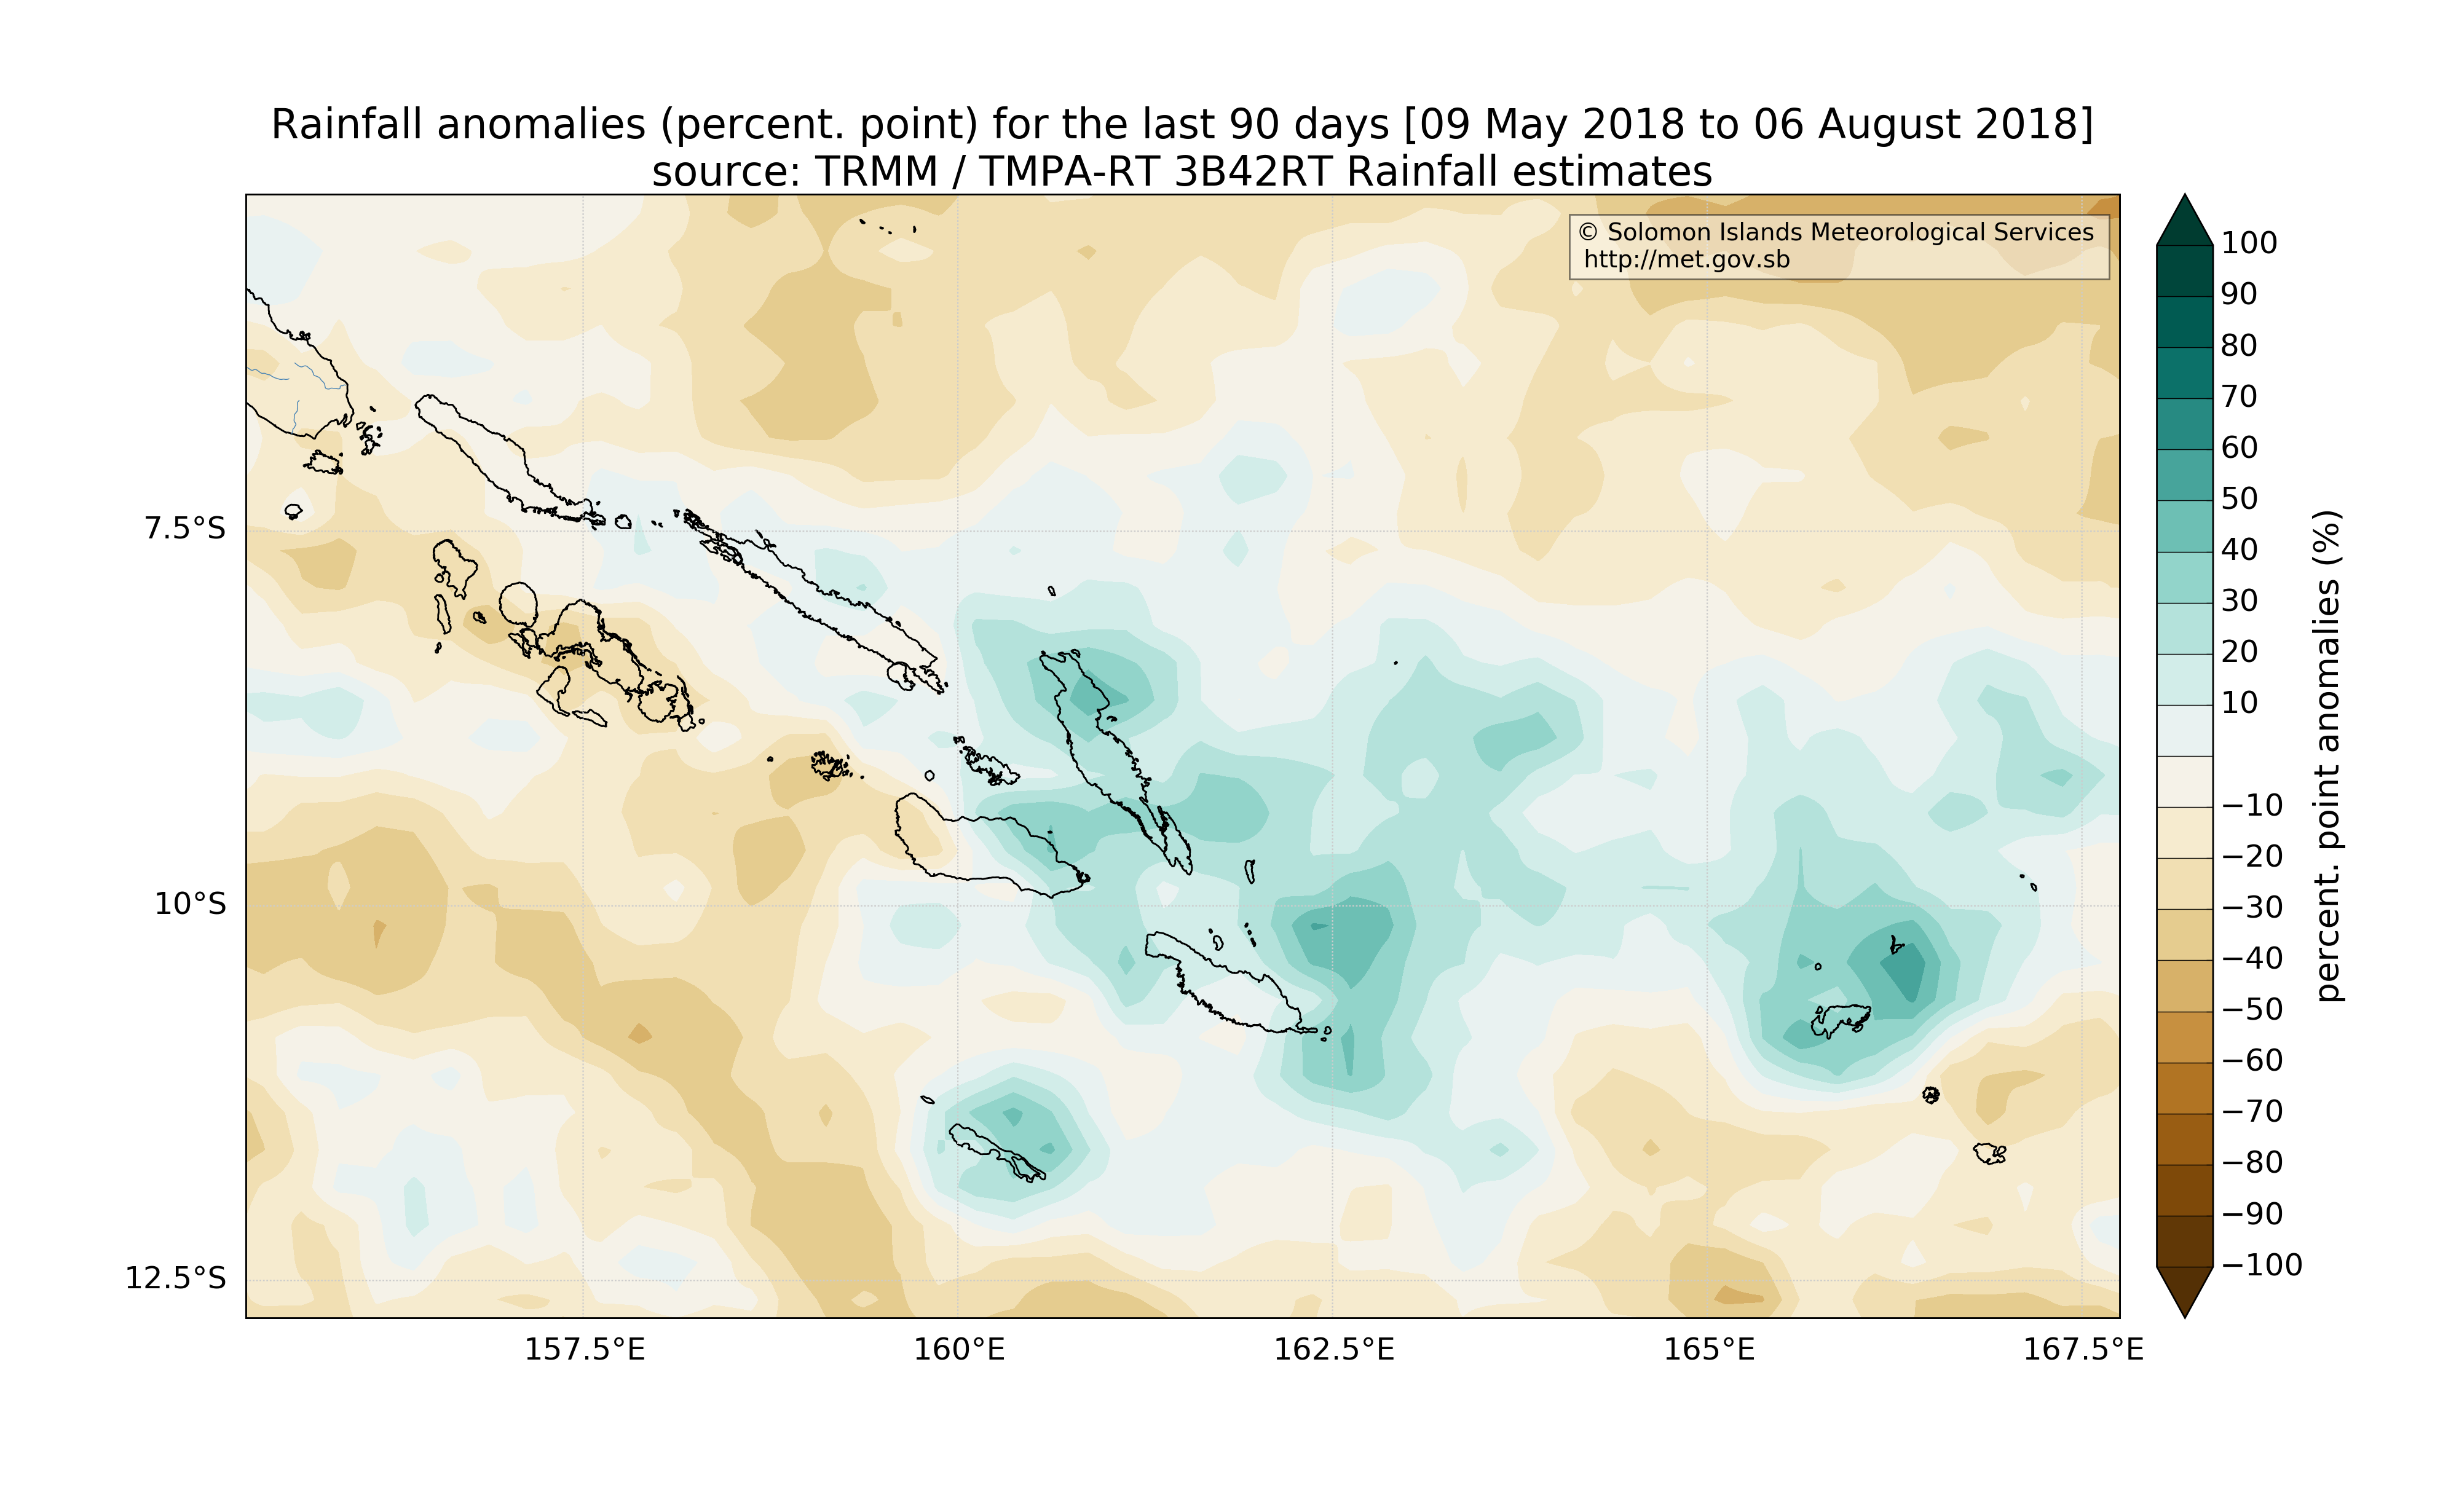 Rainfall anomalies (percent. point) for the last 90 days [09 May 2018 to 06 August 2018]
source: TRMM / TMPA-RT 3B42RT Rainfall estimates
© Solomon Islands Meteorological Services
http://met.gov.sb
7.5°S
10°S
12.5°S
157.5°E
160°E
162.5°E
165°E
167.5°E
100
90
80
70
60
50
40
30
20
10
−10
−20
−30
−40
−50
−60
−70
−80
−90
−100
percent. point anomalies (%)